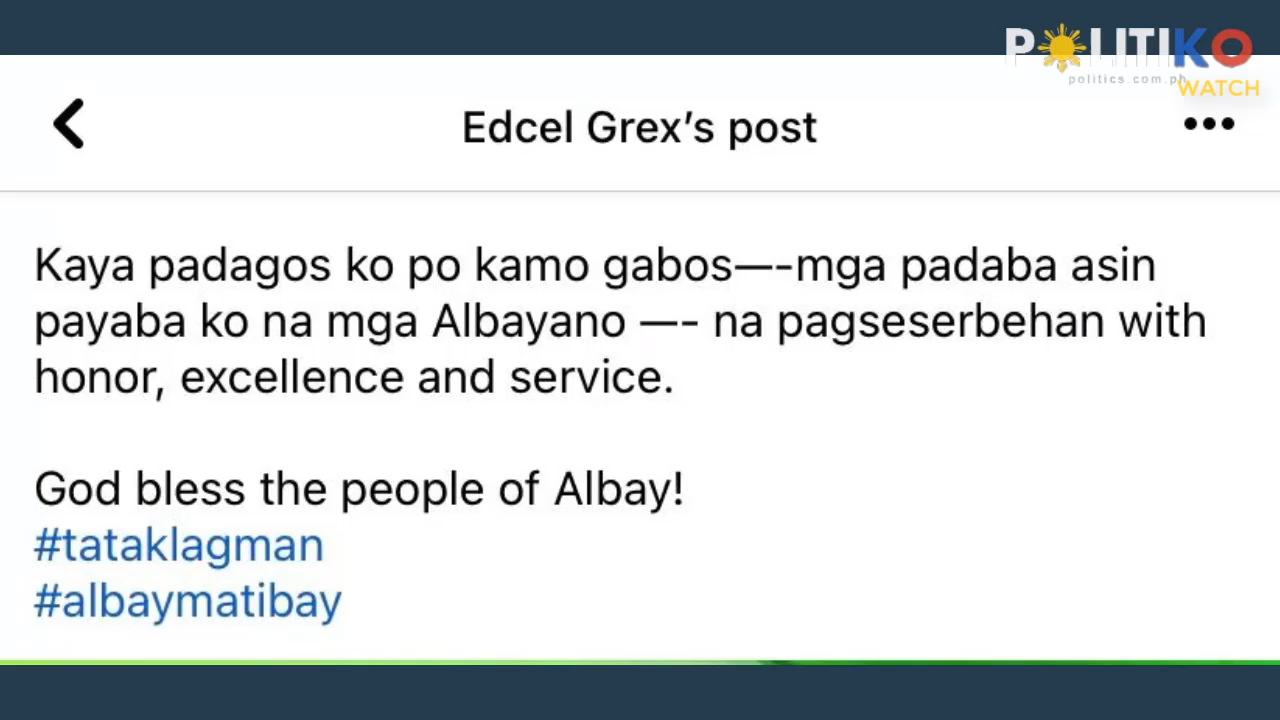 POLITIKO
politics.com.ph
WATCH
Edcel Grex’s post
Kaya padagos ko po kamo gabos—-mga padaba asin
payaba ko na mga Albayano —- na pagseserbehan with
honor, excellence and service.
God bless the people of Albay!
#tataklagman
#albaymatibay